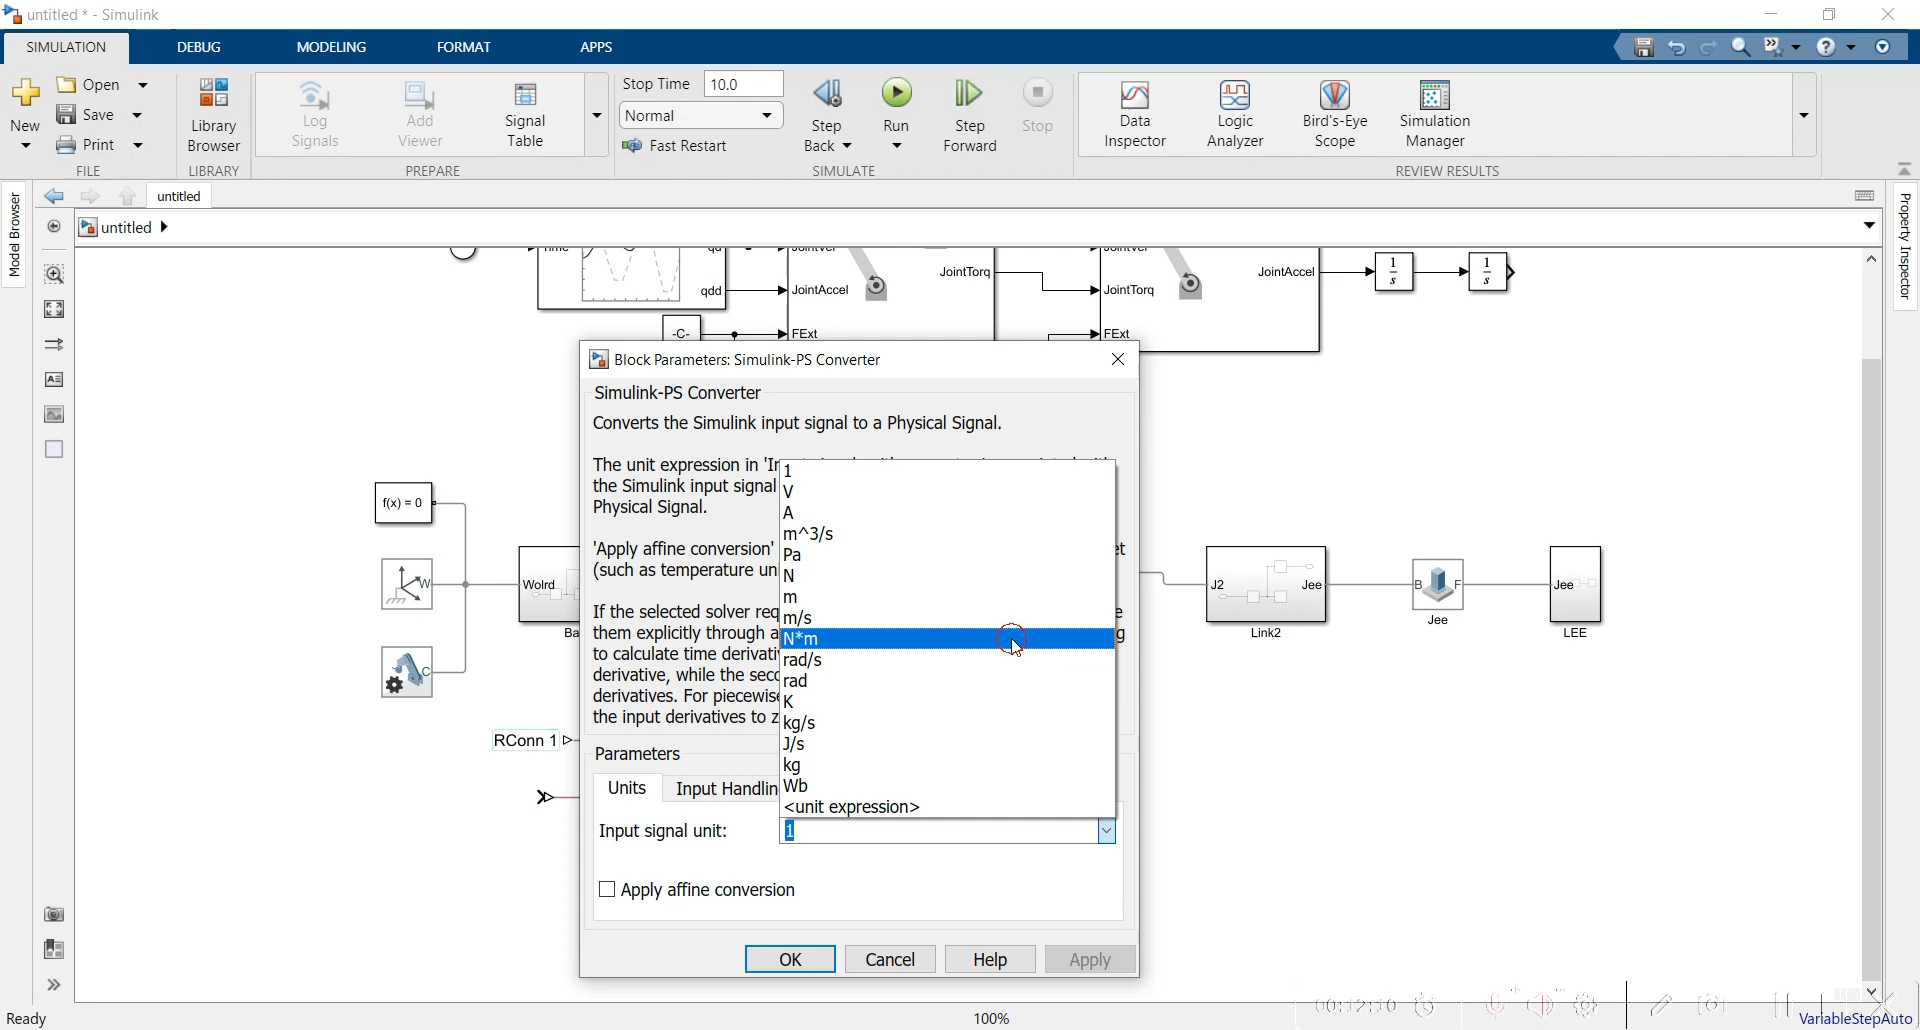 untitled * - Simulink
SIMULATION
DEBUG
MODELING
FORMAT
APPS
New
Open
Save
Print
FILE
Library
Browser
LIBRARY
Log
Signals
Add
Viewer
Signal
Table
PREPARE
Stop Time 10.0
Normal
Fast Restart
Step
Back
Run
Step
Forward
Stop
SIMULATE
Data
Inspector
Logic
Analyzer
Bird's-Eye
Scope
Simulation
Manager
REVIEW RESULTS
Model Browser
untitled
untitled
Property Inspector
qdd
JointAccel
JointTorq
JointTorq
JointAccel
1
s
1
s
-C-
FExt
FExt
Block Parameters: Simulink-PS Converter
Simulink-PS Converter
Converts the Simulink input signal to a Physical Signal.
The unit expression in
the Simulink input signal
Physical Signal.
'Apply affine conversion'
(such as temperature
If the selected solver
them explicitly through a
to calculate time
derivative, while the
derivatives. For
the input derivatives to
1
V
A
m^3/s
Pa
N
m
m/s
N*m
rad/s
rad
K
kg/s
J/s
kg
Wb
<unit expression>
Parameters
Units
Input Handling
Input signal unit: 1
Apply affine conversion
OK
Cancel
Help
Apply
f(x) = 0
W
C
Wolrd
RConn 1
J2
Jee
Link2
B
F
Jee
Jee
LEE
00:12:10
Ready
100%
VariableStepAuto